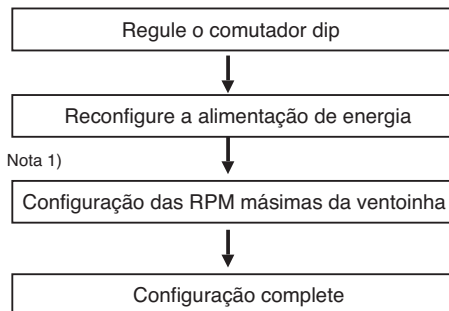 Regule o comutador dip
Reconfigure a alimentação de energia
Nota 1)
Configuração das RPM másimas da ventoinha
Configuração complete